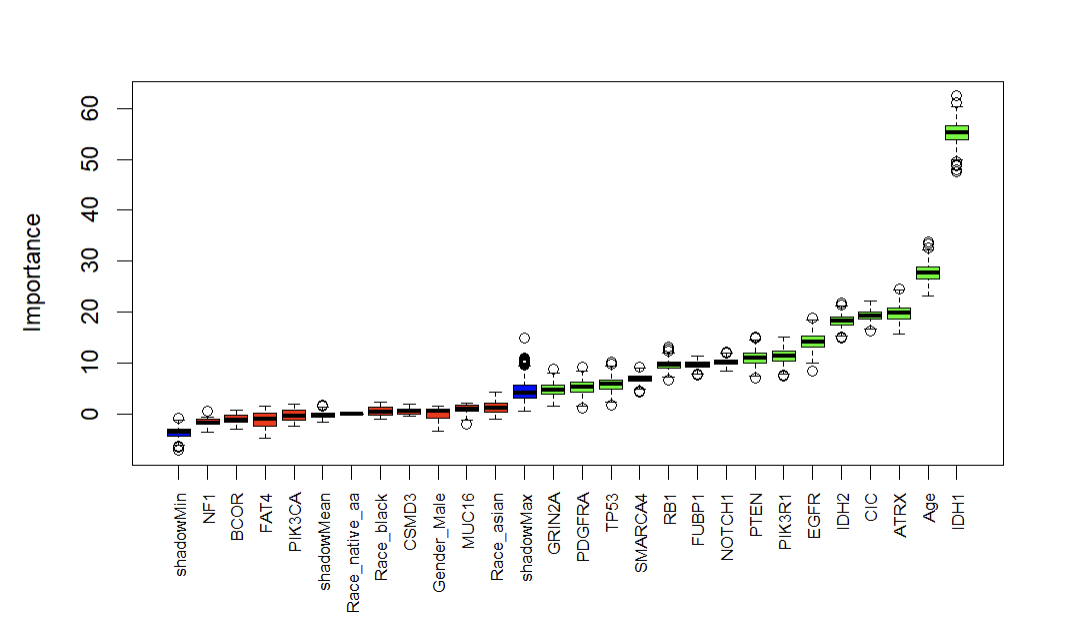 Importance
60
50
40
30
20
10
0
shadowMin
NF1
BCOR
FAT4
PIK3CA
shadowMean
Race_native_aa
Race_black
CSMD3
Gender_Male
MUC16
Race_asian
shadowMax
GRIN2A
PDGFRA
TP53
SMARCA4
RB1
FUBP1
NOTCH1
PTEN
PIK3R1
EGFR
IDH2
CIC
ATRX
Age
IDH1